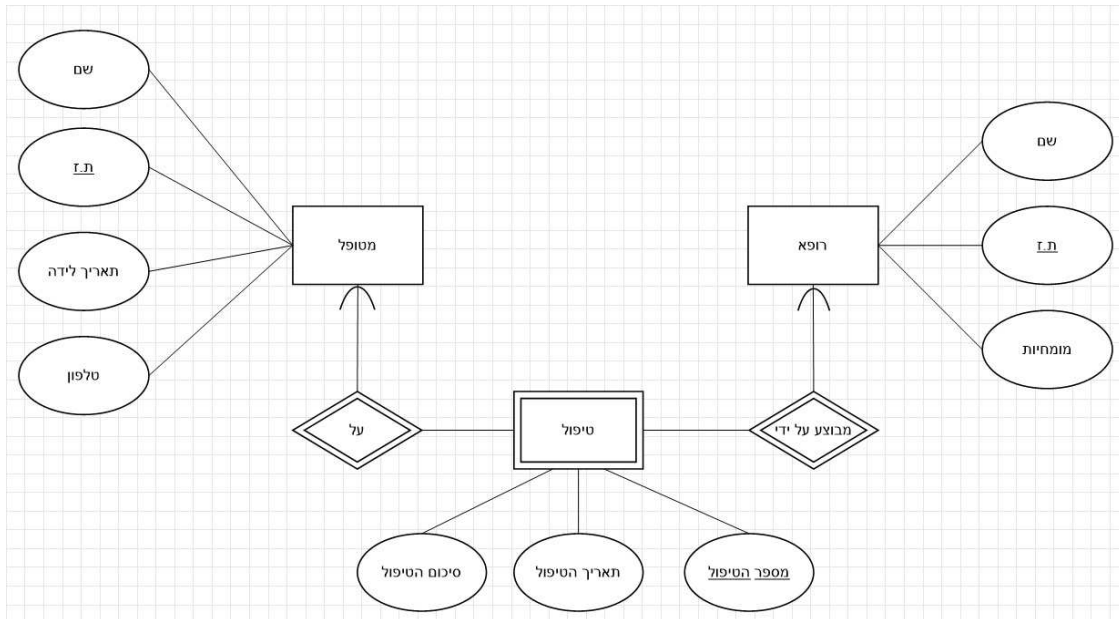 שם
ת.ז
תאריך לידה
טלפון
מטופל
רופא
שם
ת.ז
מומחיות
על
טיפול
מבוצע על ידי
סיכום הטיפול
תאריך הטיפול
מספר הטיפול